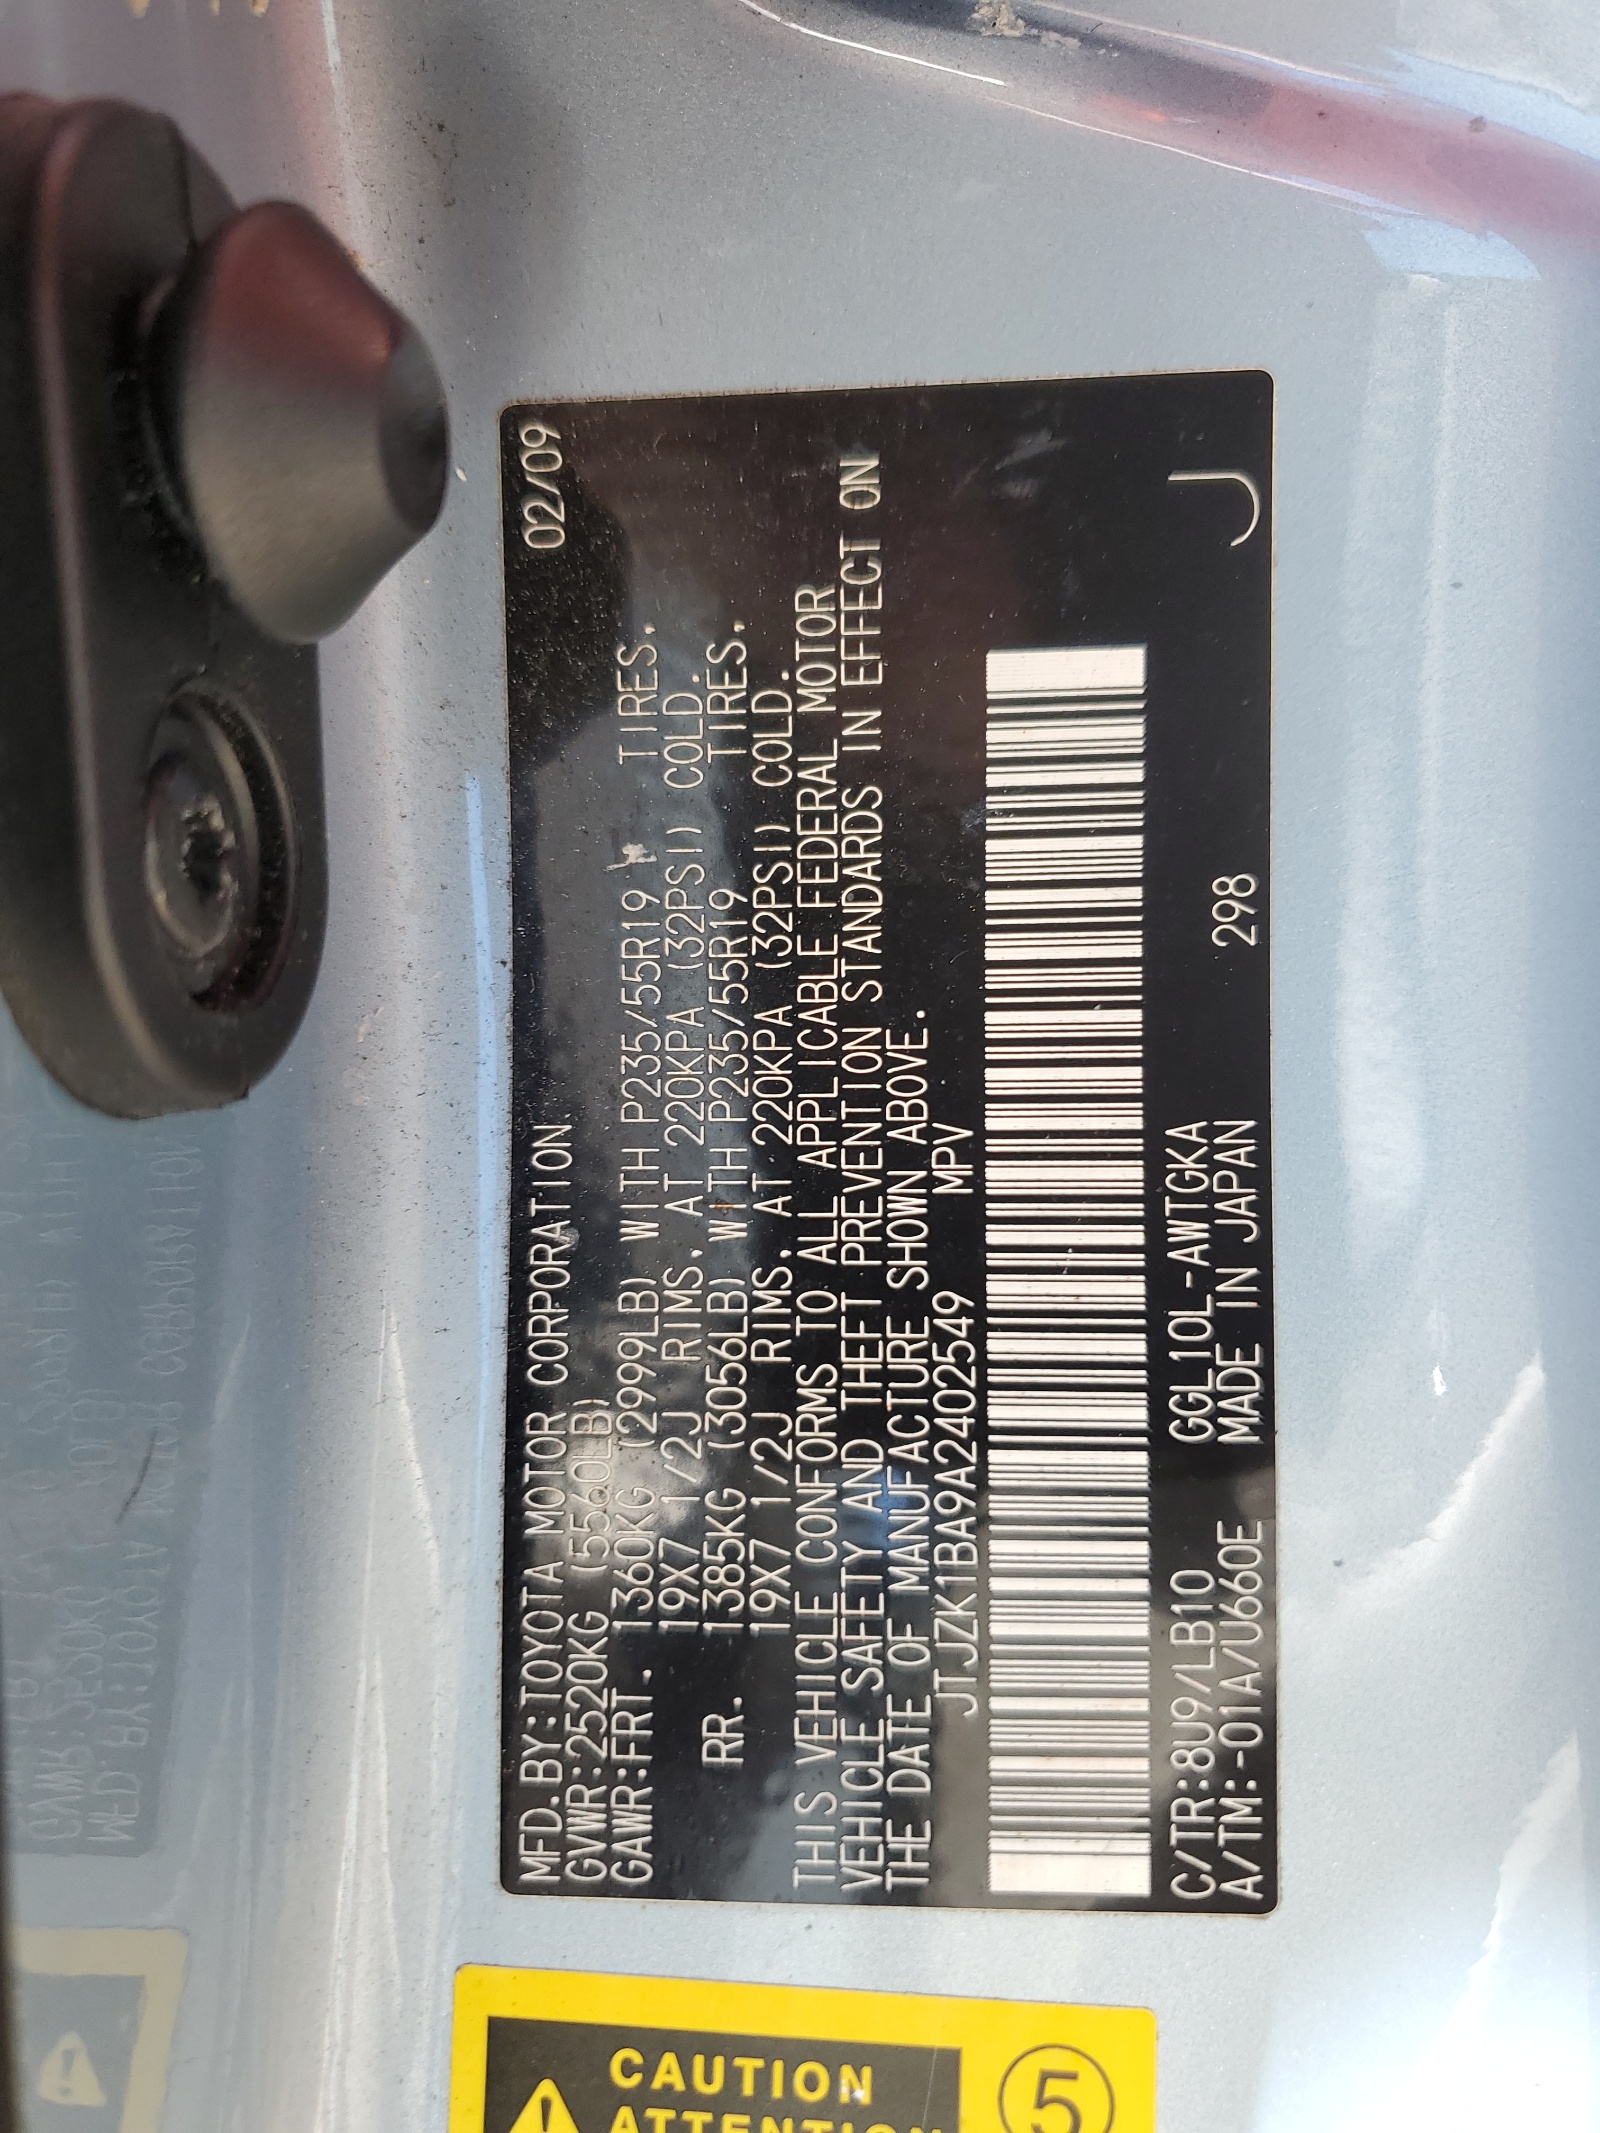 MFD.BY:TOYOTA MOTOR CORPORATION 02/09
GVWR:2520KG (5560LB)
GAWR:FRT. 1360KG (2999LB) WITH P235/55R19 TIRES,
19X7 1/2J RIMS, AT 220KPA (32PSI) COLD.
RR. 1385KG (3056LB) WITH P235/55R19 TIRES,
19X7 1/2J RIMS, AT 220KPA (32PSI) COLD.
THIS VEHICLE CONFORMS TO ALL APPLICABLE FEDERAL MOTOR
VEHICLE SAFETY AND THEFT PREVENTION STANDARDS IN EFFECT ON
THE DATE OF MANUFACTURE SHOWN ABOVE.
JTJZK1BA9A2402549 MPV
C/TR:8U9/LB10 GGL10L-AWTGKA
A/TM:-01A/U660E MADE IN JAPAN 298 J
CAUTION
ATTENTION
5